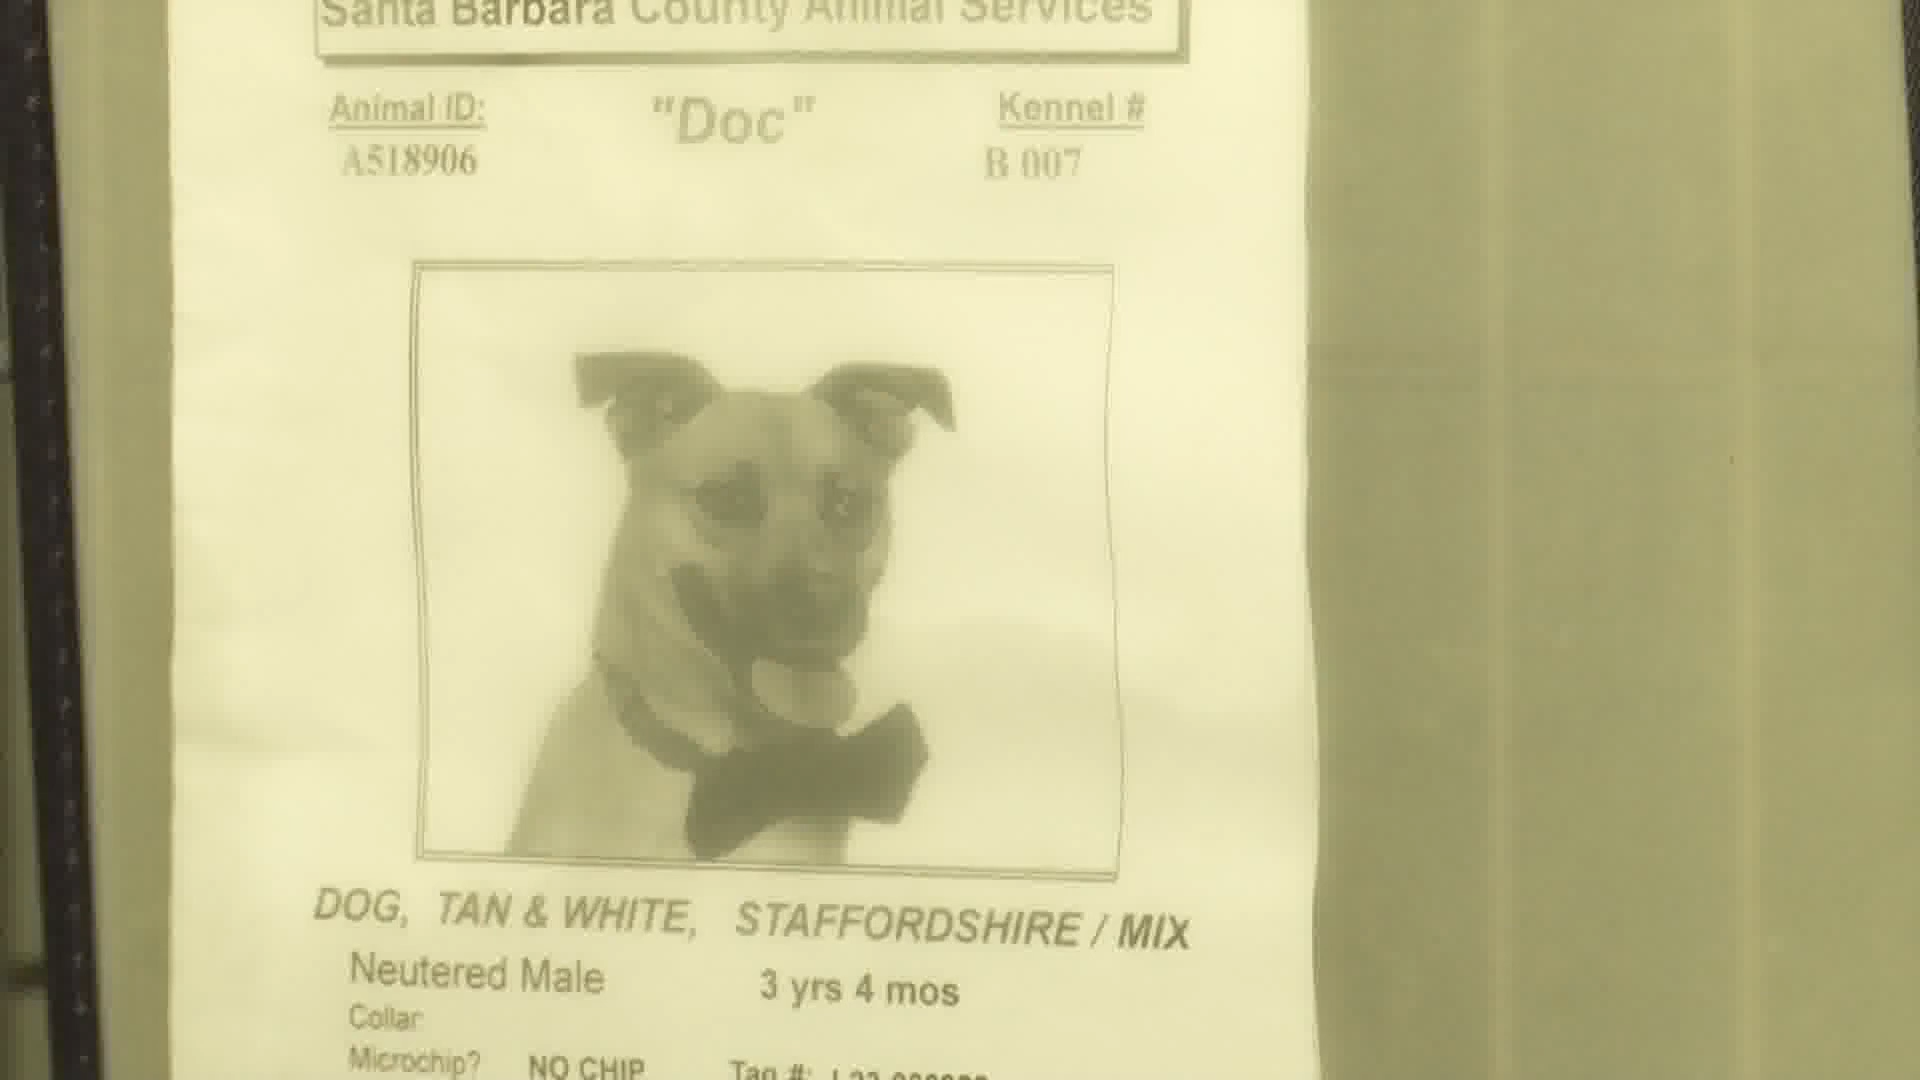 Santa Barbara County Animal Services
Animal ID: "Doc" Kennel #
A518906 B 007
DOG, TAN & WHITE, STAFFORDSHIRE / MIX
Neutered Male 3 yrs 4 mos
Collar:
Microchip? NO CHIP Tag #: